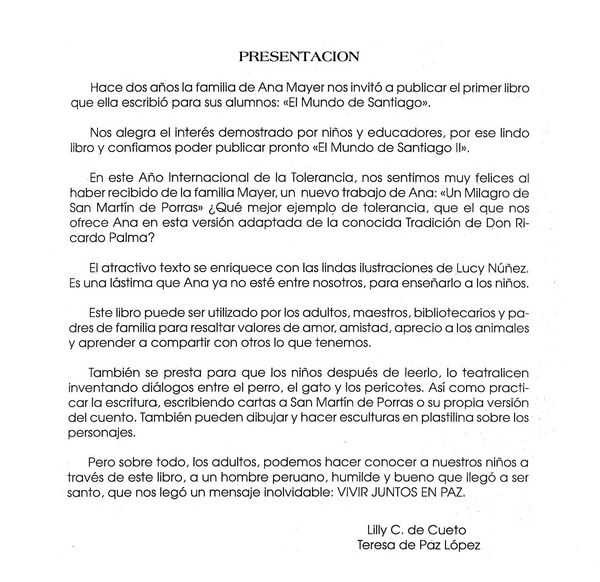 PRESENTACION
Hace dos años la familia de Ana Mayer nos invitó a publicar el primer libro
que ella escribió para sus alumnos: «El Mundo de Santiago».
Nos alegra el interés demostrado por niños y educadores, por ese lindo
libro y confiamos poder publicar pronto «El Mundo de Santiago II».
En este Año Internacional de la Tolerancia, nos sentimos muy felices al
haber recibido de la familia Mayer, un nuevo trabajo de Ana: «Un Milagro de
San Martín de Porras» ¿Qué mejor ejemplo de tolerancia, que el que nos
ofrece Ana en esta versión adaptada de la conocida Tradición de Don Ri-
cardo Palma?
El atractivo texto se enriquece con las lindas ilustraciones de Lucy Núñez.
Es una lástima que Ana ya no esté entre nosotros, para enseñarlo a los niños.
Este libro puede ser utilizado por los adultos, maestros, bibliotecarios y pa-
dres de familia para resaltar valores de amor, amistad, aprecio a los animales
y aprender a compartir con otros lo que tenemos.
También se presta para que los niños después de leerlo, lo teatralicen
inventando diálogos entre el perro, el gato y los pericotes. Así como practi-
car la escritura, escribiendo cartas a San Martín de Porras o su propia versión
del cuento. También pueden dibujar y hacer esculturas en plastilina sobre los
personajes.
Pero sobre todo, los adultos, podemos hacer conocer a nuestros niños a
través de este libro, a un hombre peruano, humilde y bueno que llegó a ser
santo, que nos legó un mensaje inolvidable: VIVIR JUNTOS EN PAZ.
Lilly C. de Cueto
Teresa de Paz López